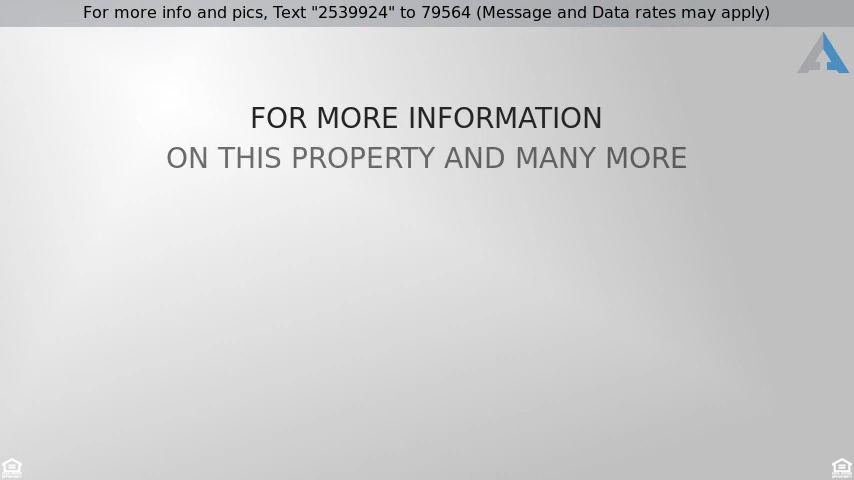 For more info and pics, Text "2539924" to 79564 (Message and Data rates may apply)
FOR MORE INFORMATION
ON THIS PROPERTY AND MANY MORE